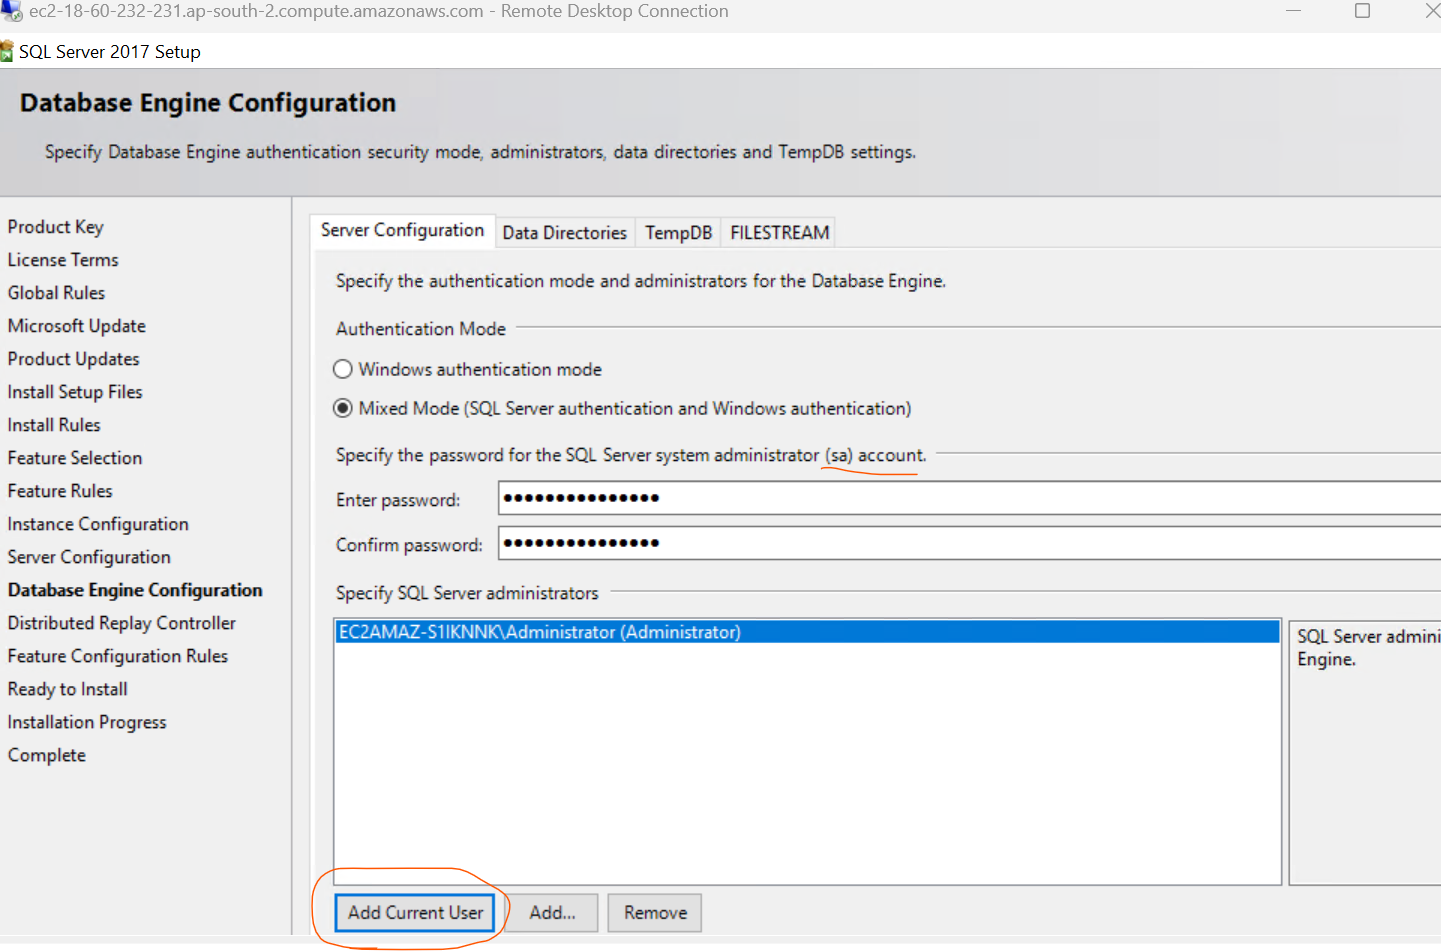 ec2-18-60-232-231.ap-south-2.compute.amazonaws.com - Remote Desktop Connection
SQL Server 2017 Setup
Database Engine Configuration
Specify Database Engine authentication security mode, administrators, data directories and TempDB settings.
Product Key
License Terms
Global Rules
Microsoft Update
Product Updates
Install Setup Files
Install Rules
Feature Selection
Feature Rules
Instance Configuration
Server Configuration
Database Engine Configuration
Distributed Replay Controller
Feature Configuration Rules
Ready to Install
Installation Progress
Complete
Server Configuration Data Directories TempDB FILESTREAM
Specify the authentication mode and administrators for the Database Engine.
Authentication Mode
Windows authentication mode
Mixed Mode (SQL Server authentication and Windows authentication)
Specify the password for the SQL Server system administrator (sa) account.
Enter password: ●●●●●●●●●●●●●●●
Confirm password: ●●●●●●●●●●●●●●●
Specify SQL Server administrators
EC2AMAZ-S1IKNNK\Administrator (Administrator)
SQL Server admini
Engine.
Add Current User Add... Remove